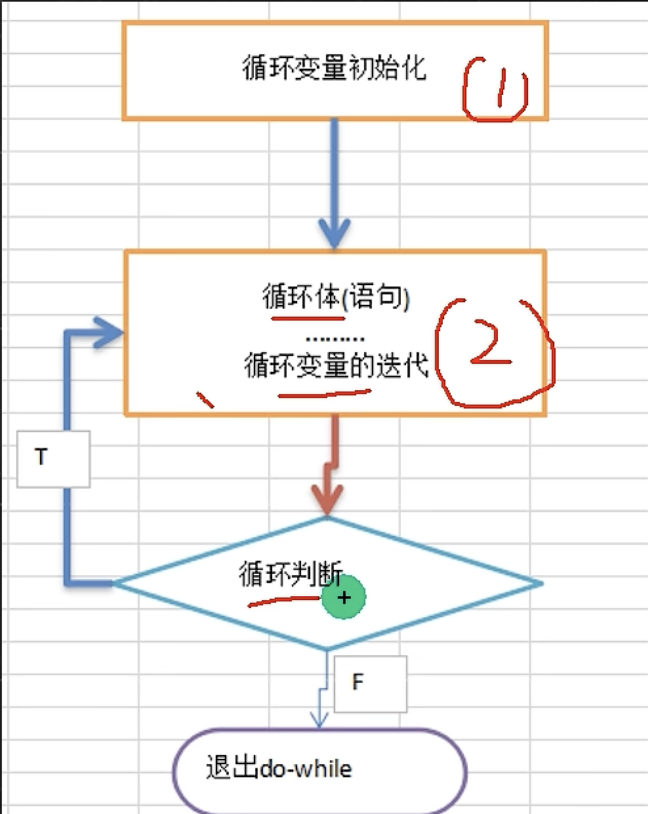 循环变量初始化
(1)
循环体(语句)
………
循环变量的迭代
(2)
T
循环判断
+
F
退出do-while